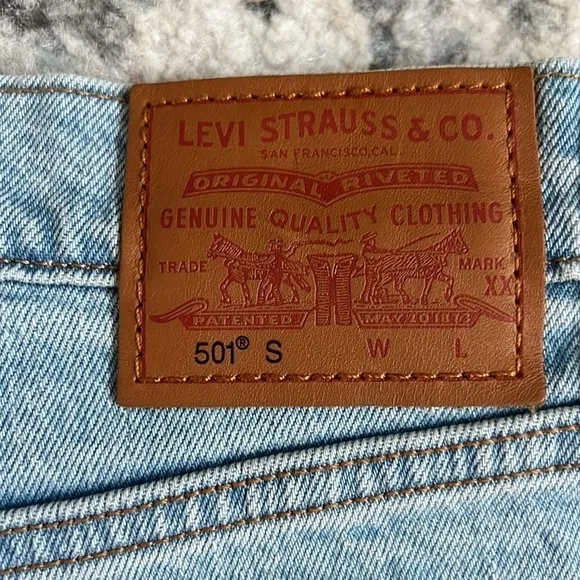 LEVI STRAUSS & CO.
SAN FRANCISCO, CAL.
ORIGINAL RIVETED
GENUINE QUALITY CLOTHING
TRADE MARK
XX
PATENTED MAY 20 1873
501® S W L